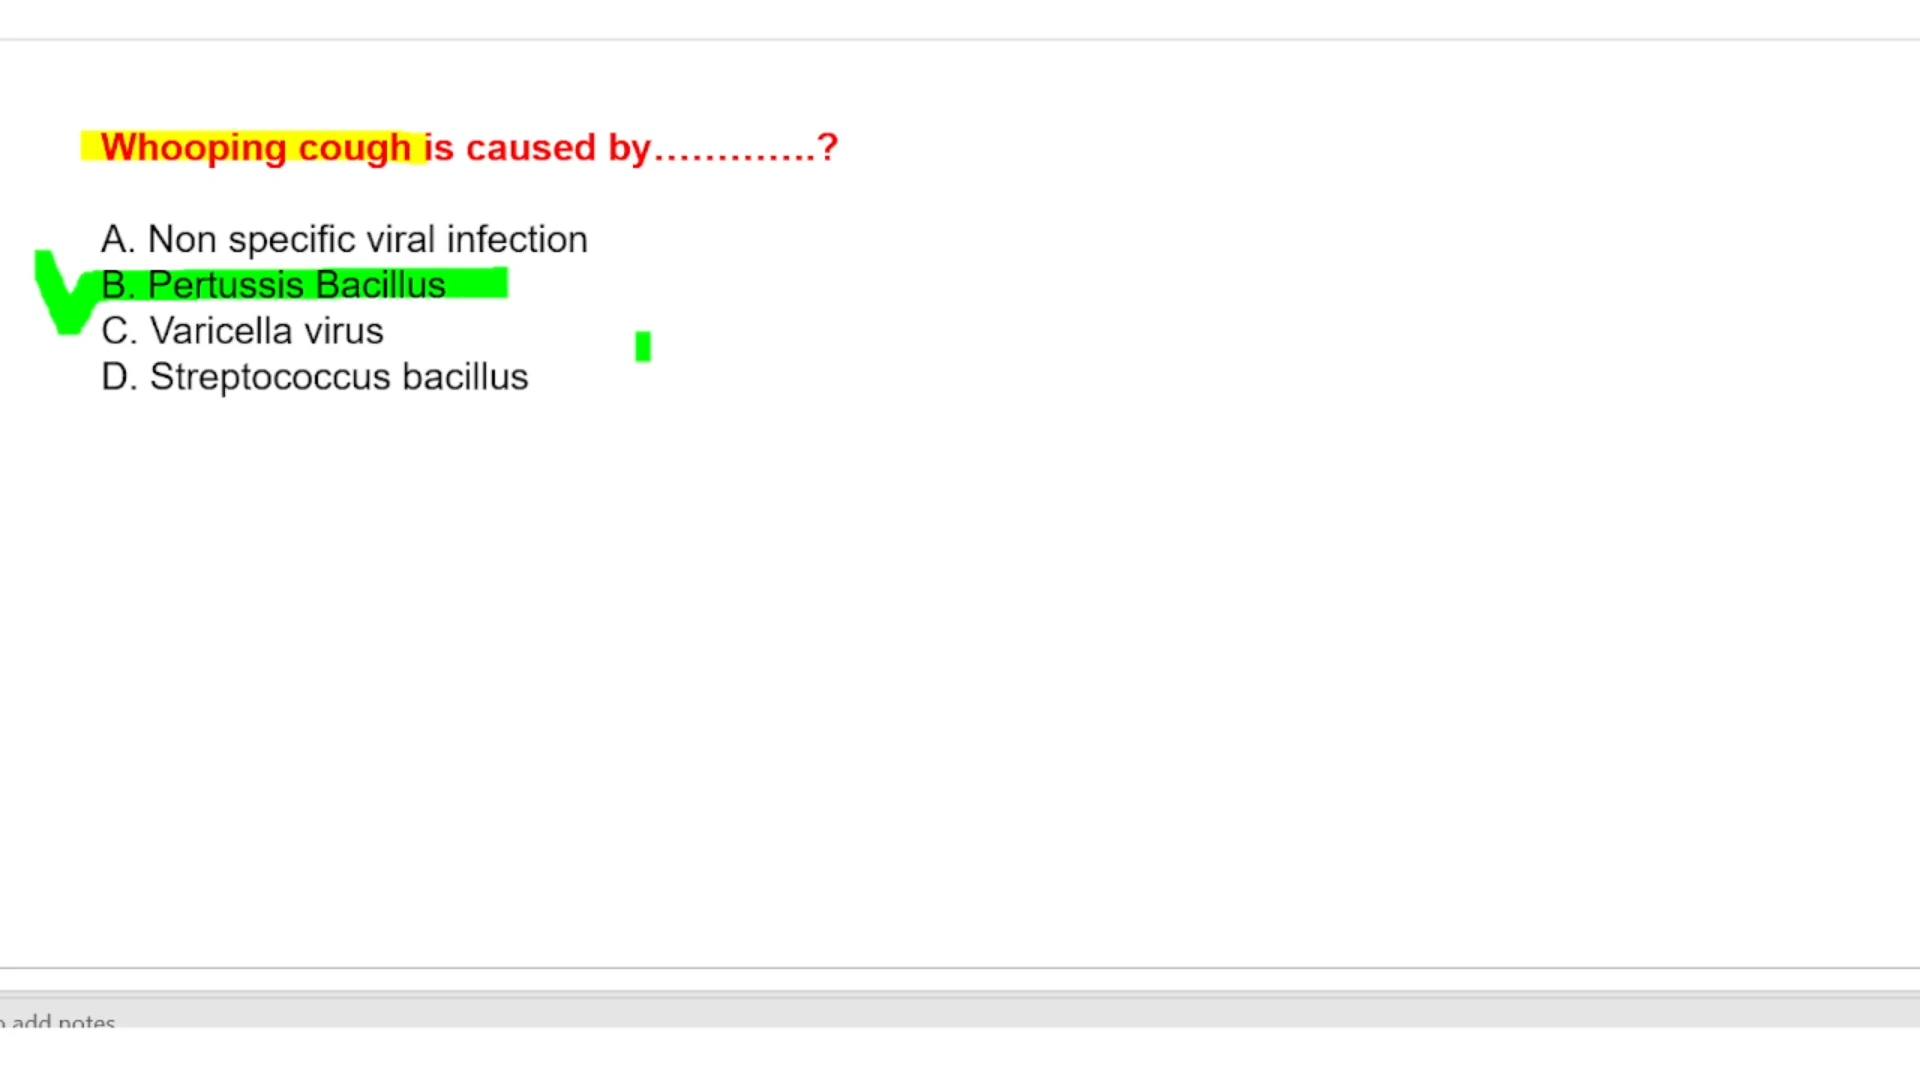 Whooping cough is caused by.............?
A. Non specific viral infection
B. Pertussis Bacillus
C. Varicella virus
D. Streptococcus bacillus
add notes